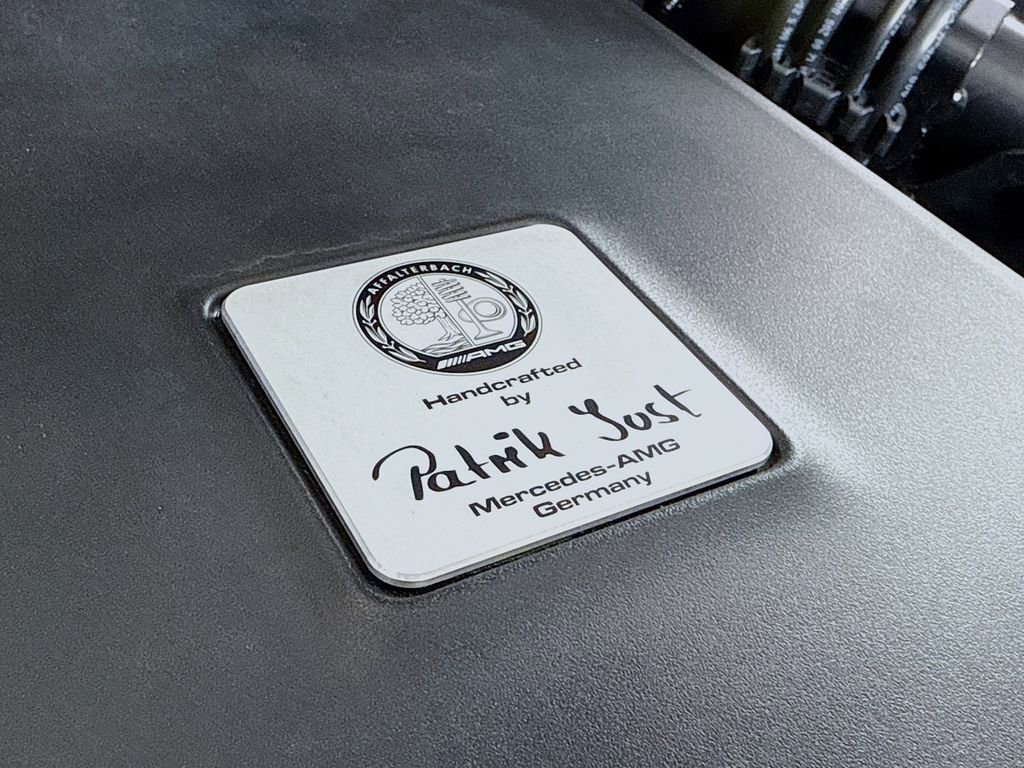 AFFALTERBACH
AMG
Handcrafted
by
Patrik Jost
Mercedes-AMG
Germany